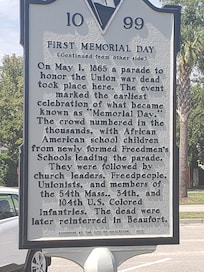 10 99
FIRST MEMORIAL DAY
(Continued from other side)
On May 1, 1865 a parade to
honor the Union war dead
took place here. The event
marked the earliest
celebration of what became
known as "Memorial Day."
The crowd numbered in the
thousands, with African
American school children
from newly formed Freedmen's
Schools leading the parade.
They were followed by
church leaders, Freedpeople,
Unionists, and members of
the 54th Mass., 34th, and
104th U.S. Colored
Infantries. The dead were
later reinterred in Beaufort.